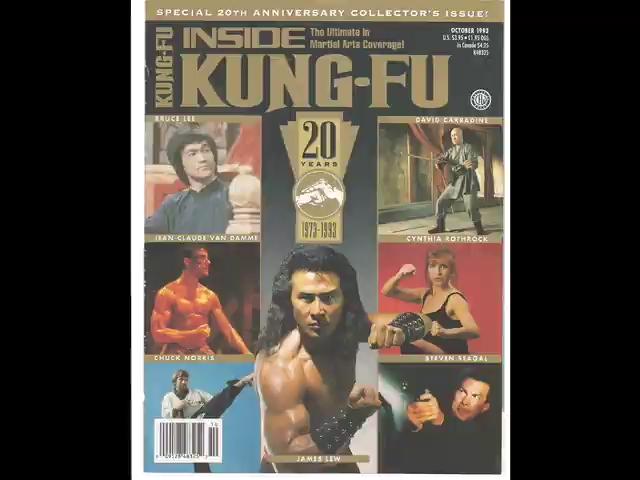 SPECIAL 20TH ANNIVERSARY COLLECTOR'S ISSUE!
KUNG-FU
INSIDE
The Ultimate In
Martial Arts Coverage!
OCTOBER 1993
KUNG-FU
BRUCE LEE
DAVID CARRADINE
20
YEARS
1973-1993
JEAN-CLAUDE VAN DAMME
CYNTHIA ROTHROCK
CHUCK NORRIS
STEVEN SEAGAL
JAMES LEW